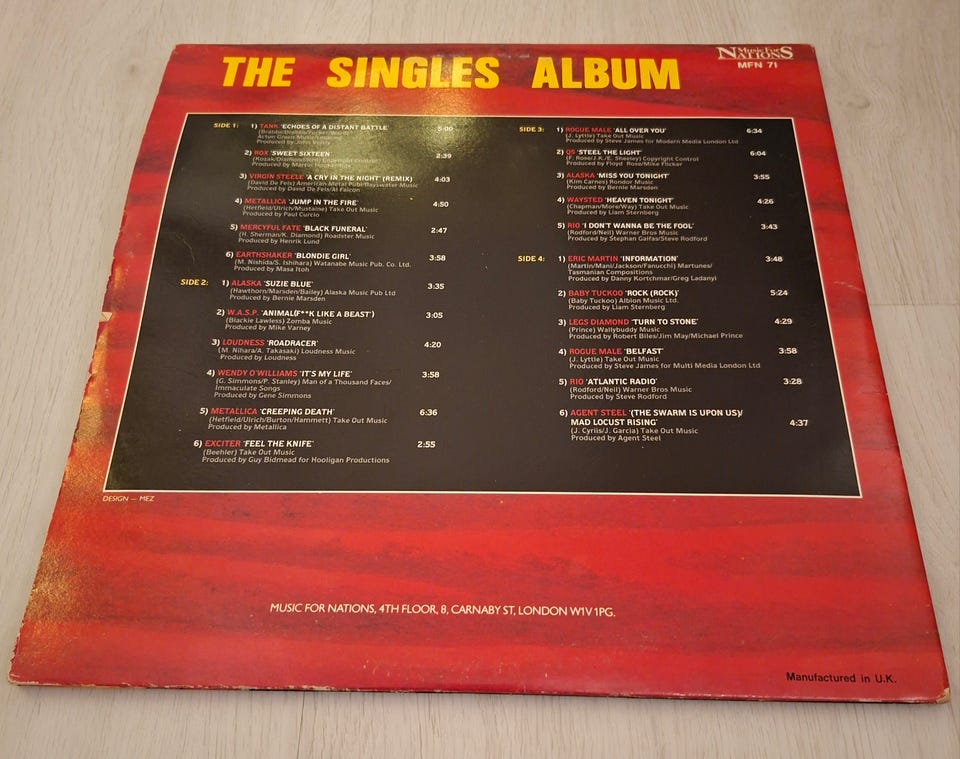 THE SINGLES ALBUM
Music For NATIONS
MFN 71
SIDE 1: 1) TANK 'ECHOES OF A DISTANT BATTLE' 5:00
Produced by John Verity
2) ROX 'SWEET SIXTEEN' 2:39
3) VIRGIN STEELE 'A CRY IN THE NIGHT' (REMIX) 4:03
(David De Feis) American Metal Publ/Bayswater Music
Produced by David De Feis/Al Falcon
4) METALLICA 'JUMP IN THE FIRE' 4:50
(Hetfield/Ulrich/Mustaine) Take Out Music
Produced by Paul Curcio
5) MERCYFUL FATE 'BLACK FUNERAL' 2:47
(H. Sherman/K. Diamond) Roadster Music
Produced by Henrik Lund
6) EARTHSHAKER 'BLONDIE GIRL' 3:58
(M. Nishida/S. Ishihara) Watanabe Music Pub. Co. Ltd.
Produced by Masa Itoh
SIDE 2: 1) ALASKA 'SUZIE BLUE' 3:35
(Hawthorn/Marsden/Bailey) Alaska Music Pub Ltd
Produced by Bernie Marsden
2) W.A.S.P. 'ANIMAL(F**K LIKE A BEAST') 3:05
(Blackie Lawless) Zomba Music
Produced by Mike Varney
3) LOUDNESS 'ROADRACER' 4:20
(M. Nihara/A. Takasaki) Loudness Music
Produced by Loudness
4) WENDY O'WILLIAMS 'IT'S MY LIFE' 3:58
(G. Simmons/P. Stanley) Man of a Thousand Faces/
Immaculate Songs
Produced by Gene Simmons
5) METALLICA 'CREEPING DEATH' 6:36
(Hetfield/Ulrich/Burton/Hammett) Take Out Music
Produced by Metallica
6) EXCITER 'FEEL THE KNIFE' 2:55
(Beehler) Take Out Music
Produced by Guy Bidmead for Hooligan Productions
SIDE 3: 1) ROGUE MALE 'ALL OVER YOU' 6:34
(J. Lyttle) Take Out Music
Produced by Steve James for Modern Media London Ltd
2) Q5 'STEEL THE LIGHT' 6:04
(F. Rose/J.K./E. Sheeley) Copyright Control
Produced by Floyd Rose/Mike Flicker
3) ALASKA 'MISS YOU TONIGHT' 3:55
(Kim Carnes) Rondor Music
Produced by Bernie Marsden
4) WAYSTED 'HEAVEN TONIGHT' 4:26
(Chapman/More/Way) Take Out Music
Produced by Liam Sternberg
5) RIO 'I DON'T WANNA BE THE FOOL' 3:43
(Rodford/Neil) Warner Bros Music
Produced by Stephan Galfas/Steve Rodford
SIDE 4: 1) ERIC MARTIN 'INFORMATION' 3:48
(Martin/Mani/Jackson/Fanucchi) Martunes/
Tasmanian Compositions
Produced by Danny Kortchmar/Greg Ladanyi
2) BABY TUCKOO 'ROCK (ROCK)' 5:24
(Baby Tuckoo) Albion Music Ltd.
Produced by Liam Sternberg
3) LEGS DIAMOND 'TURN TO STONE' 4:29
(Prince) Wallybuddy Music
Produced by Robert Biles/Jim May/Michael Prince
4) ROGUE MALE 'BELFAST' 3:58
(J. Lyttle) Take Out Music
Produced by Steve James for Multi Media London Ltd
5) RIO 'ATLANTIC RADIO' 3:28
(Rodford/Neil) Warner Bros Music
Produced by Steve Rodford
6) AGENT STEEL '(THE SWARM IS UPON US)/
MAD LOCUST RISING' 4:37
(J. Cyriis/J. Garcia) Take Out Music
Produced by Agent Steel
DESIGN — MEZ
MUSIC FOR NATIONS, 4TH FLOOR, 8, CARNABY ST, LONDON W1V 1PG.
Manufactured in U.K.